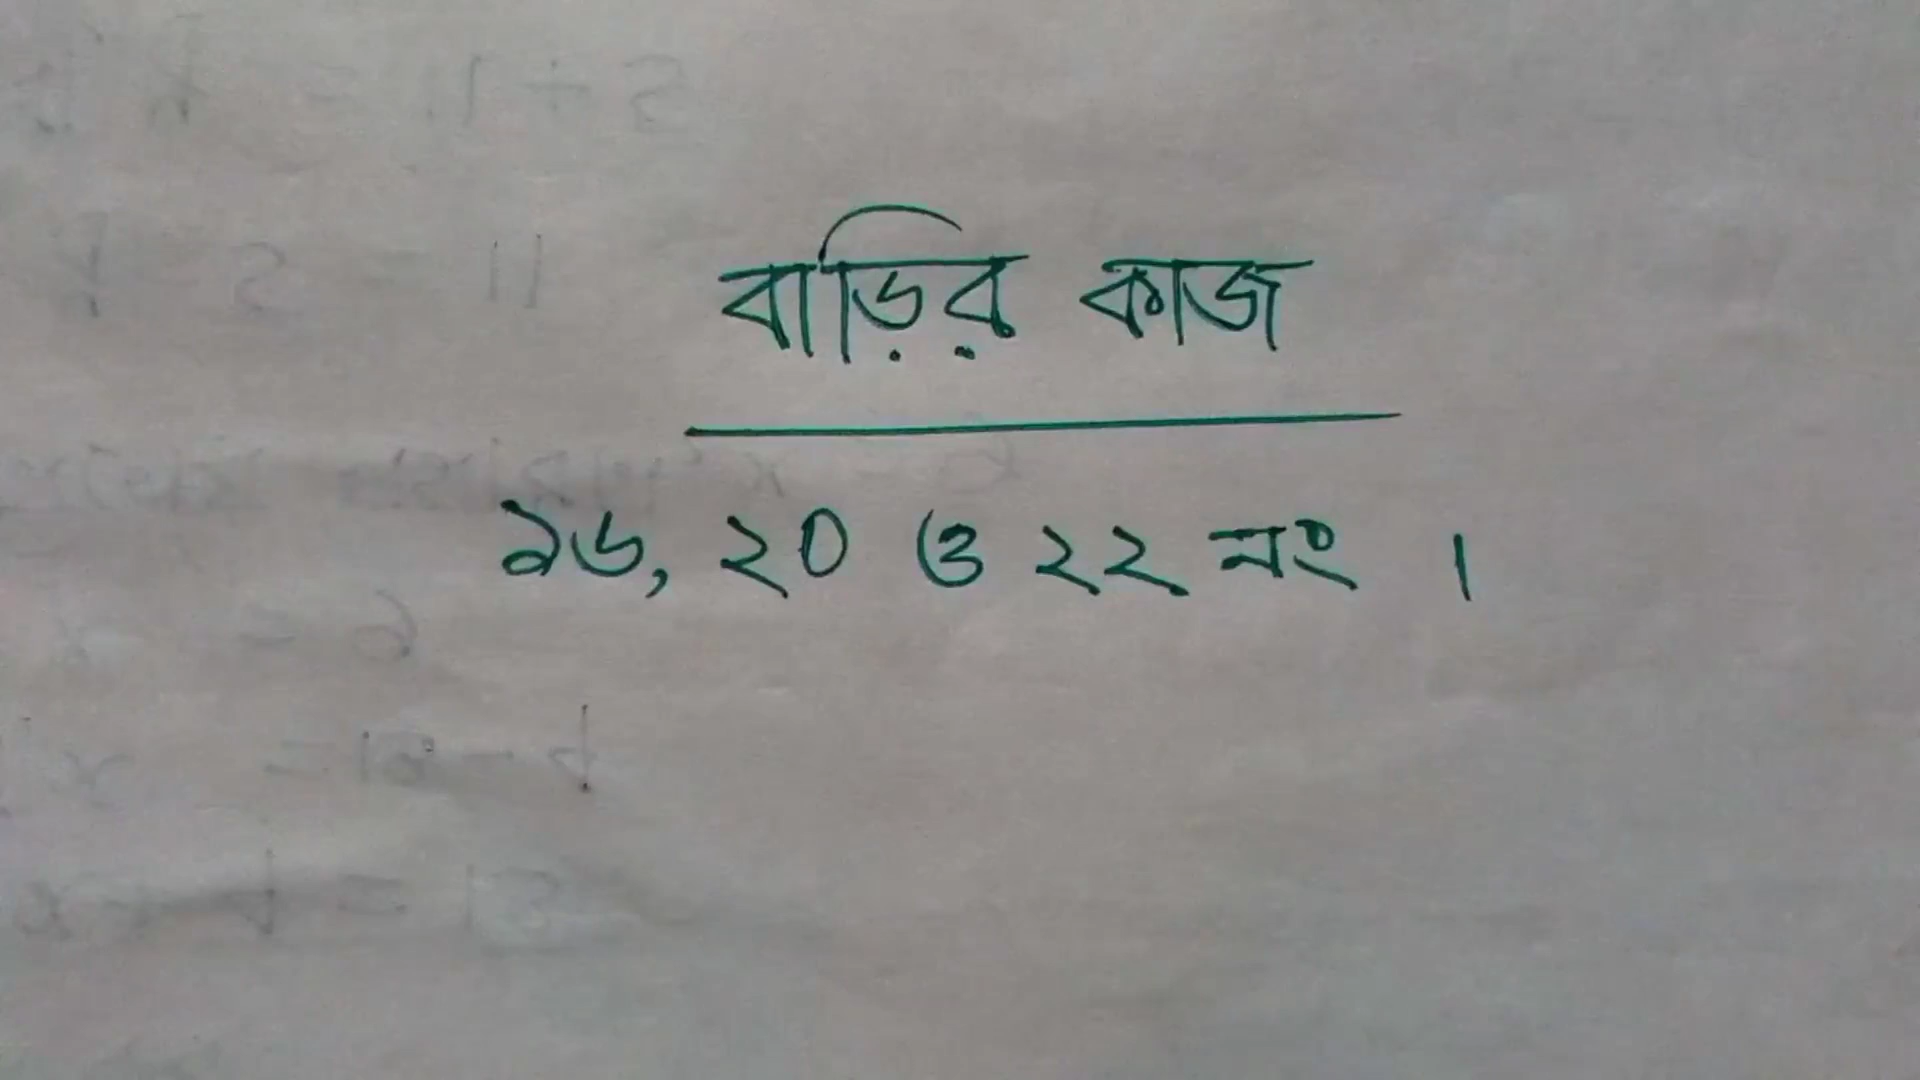 বাড়ির কাজ
১৬, ২০ ও ২২ নং ।